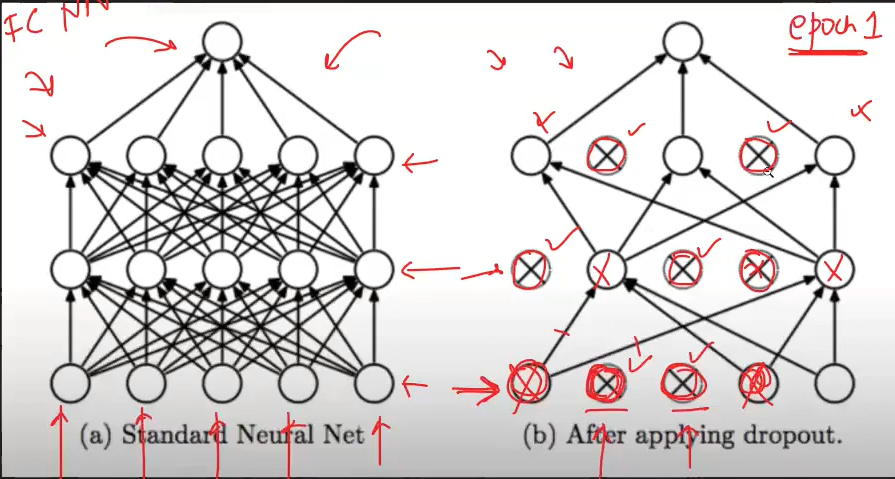 FC NN
epoch 1
(a) Standard Neural Net
(b) After applying dropout.